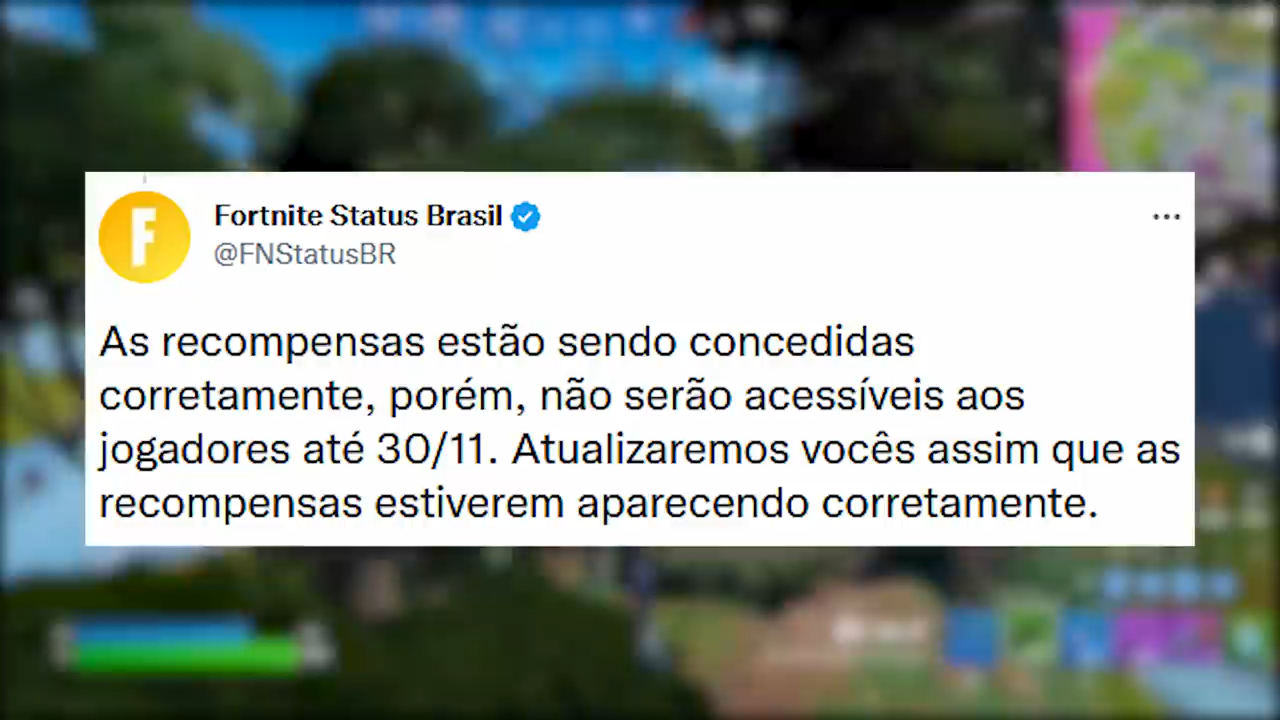 F
Fortnite Status Brasil
@FNStatusBR
As recompensas estão sendo concedidas
corretamente, porém, não serão acessíveis aos
jogadores até 30/11. Atualizaremos vocês assim que as
recompensas estiverem aparecendo corretamente.